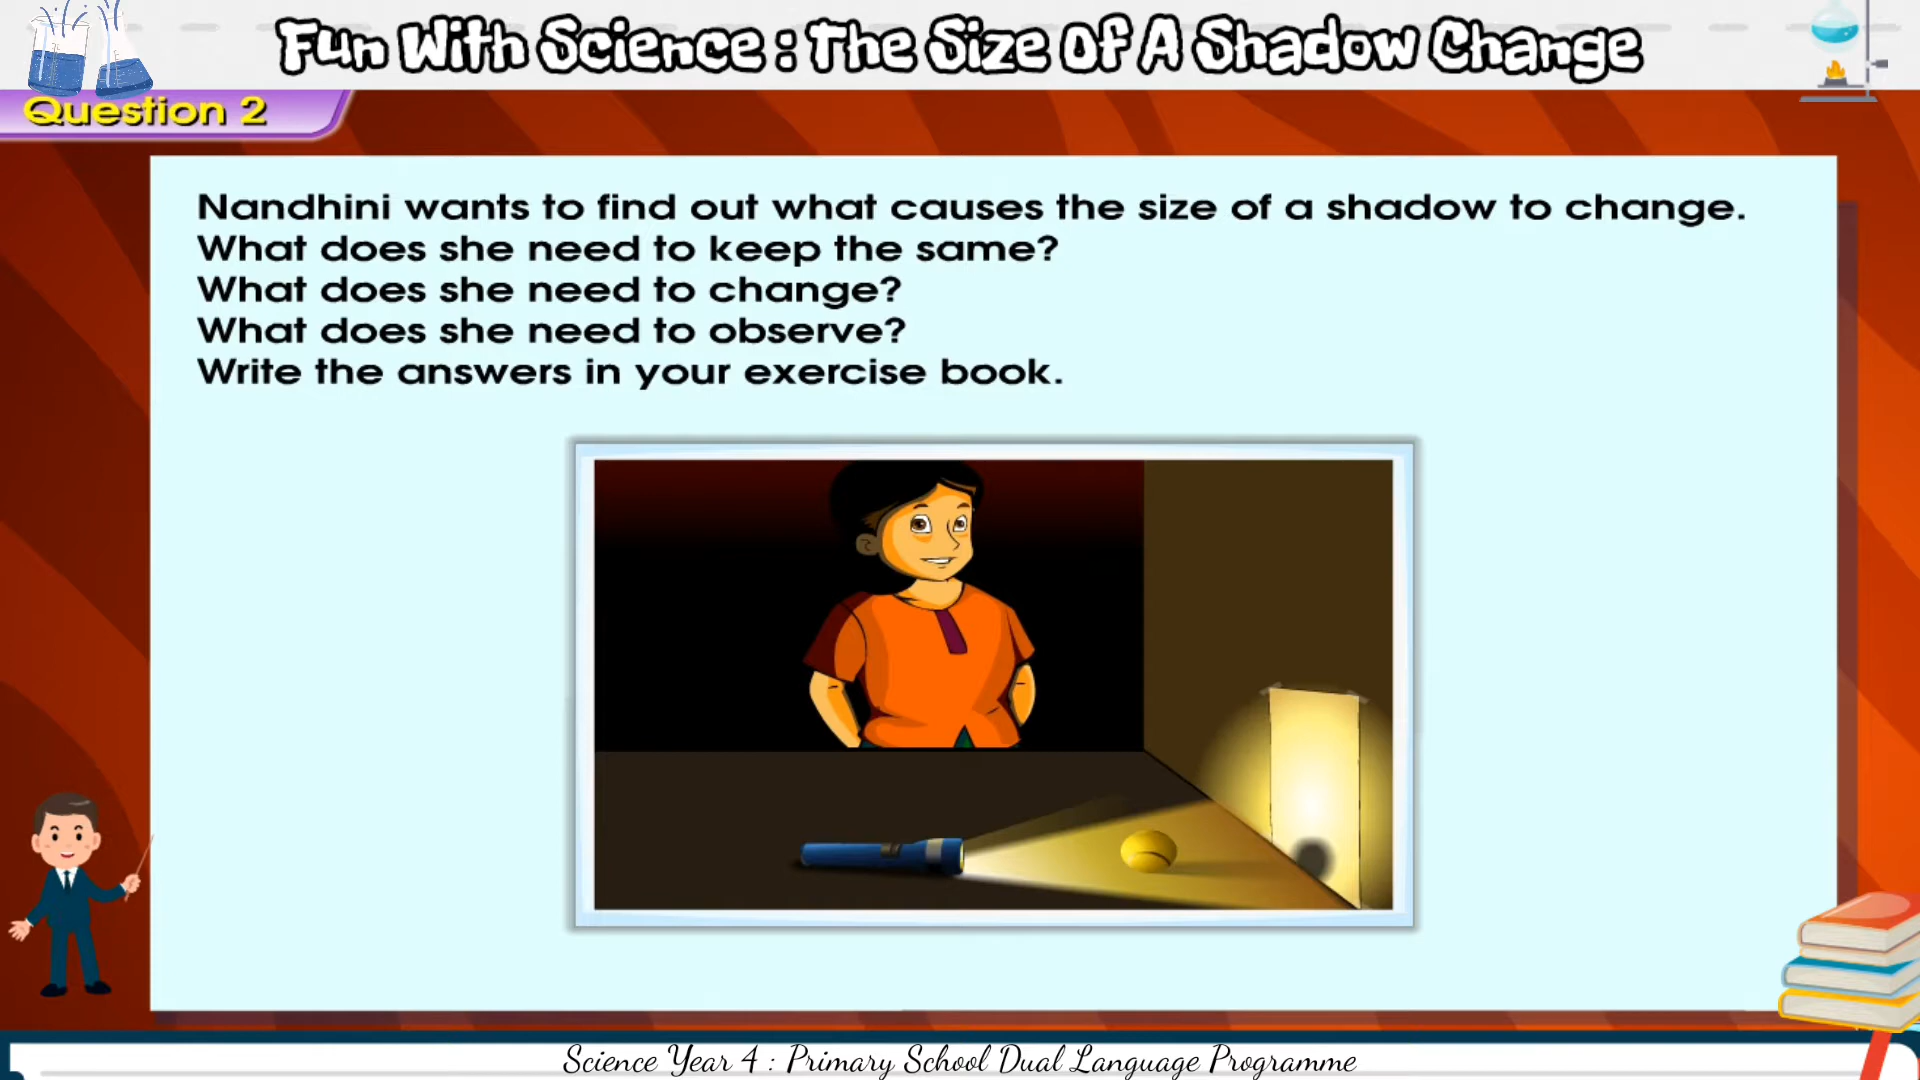 Fun With Science : The Size Of A Shadow Change
Question 2
Nandhini wants to find out what causes the size of a shadow to change.
What does she need to keep the same?
What does she need to change?
What does she need to observe?
Write the answers in your exercise book.
Science Year 4 : Primary School Dual Language Programme